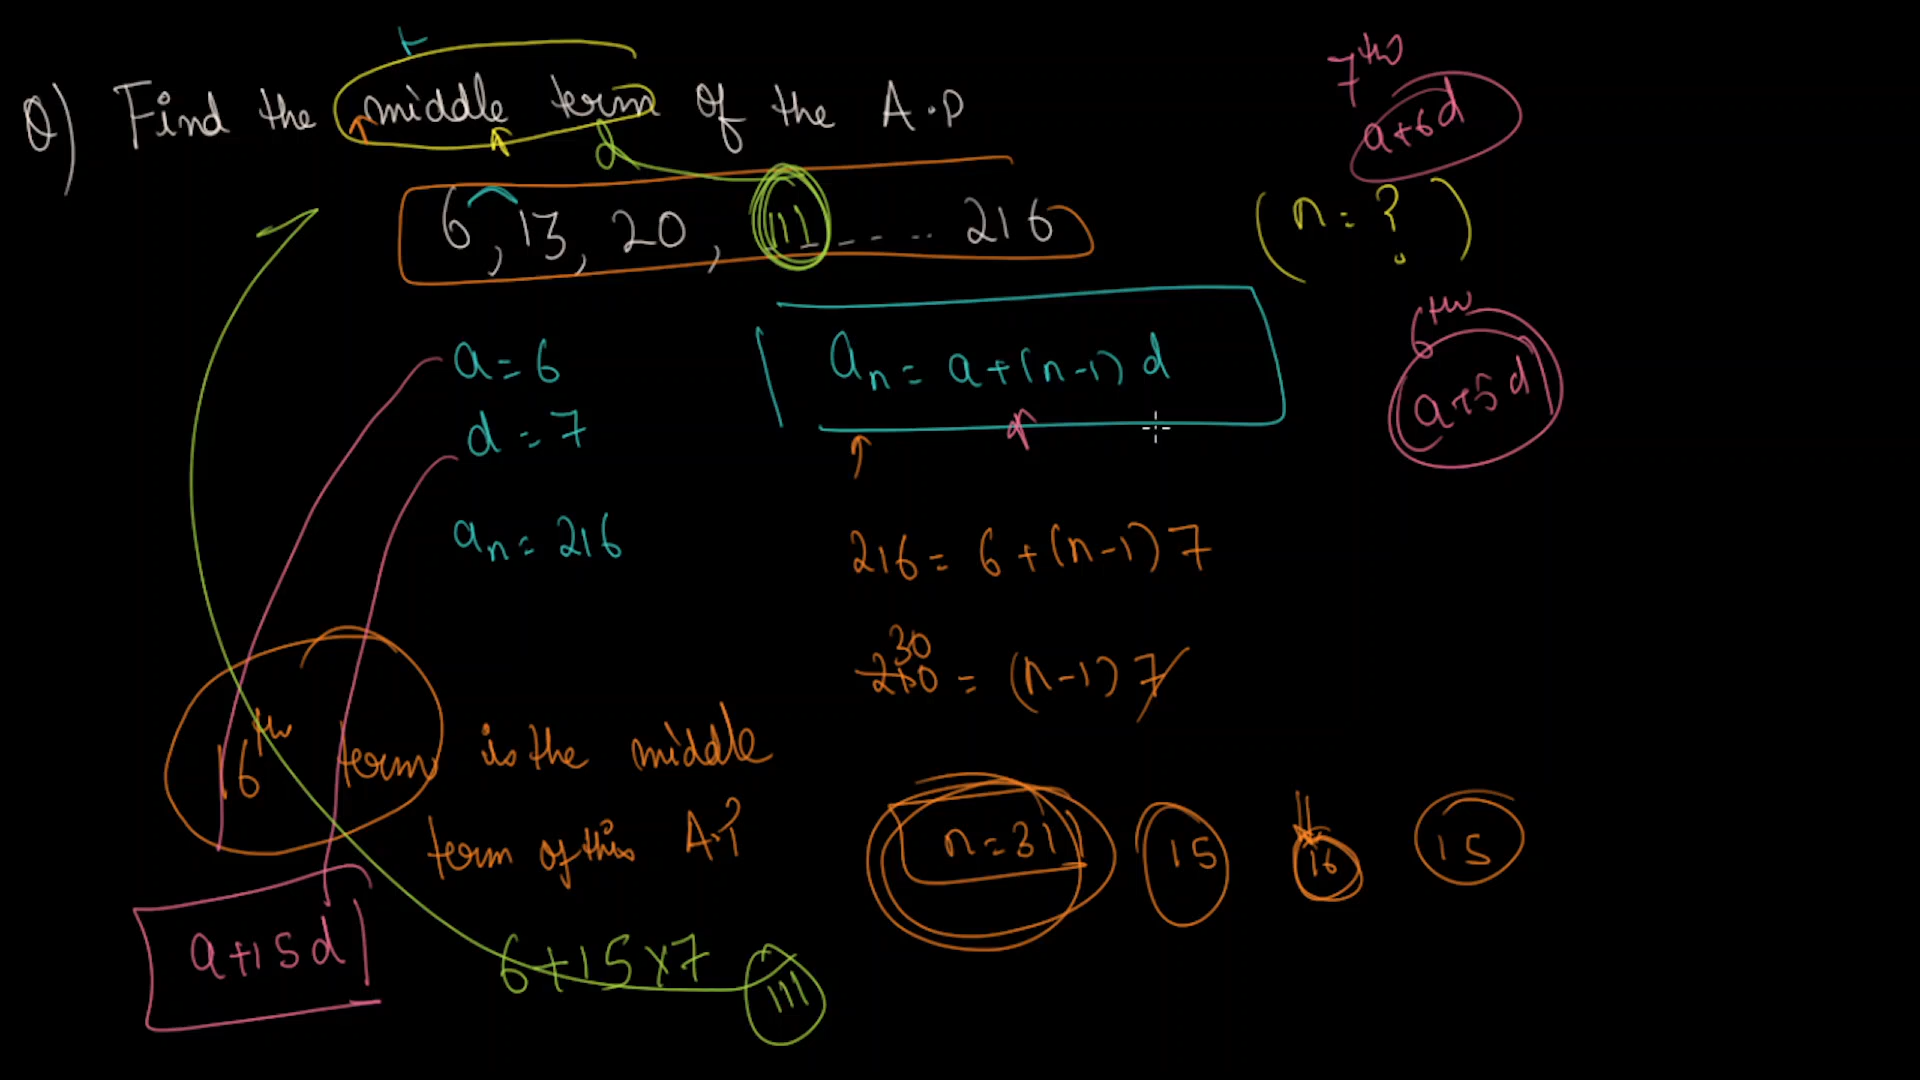 Q) Find the middle term of the A.P
6, 13, 20, 111 - - - .. 216
7th
a+6d
(n = ?)
6th
a+5d
a = 6
d = 7
an = 216
an = a+(n-1) d
216 = 6 + (n-1) 7
30
210 = (n-1) 7
n = 31
15
16
15
16th term is the middle
term of this A.P
a+15d
6+15x7
111